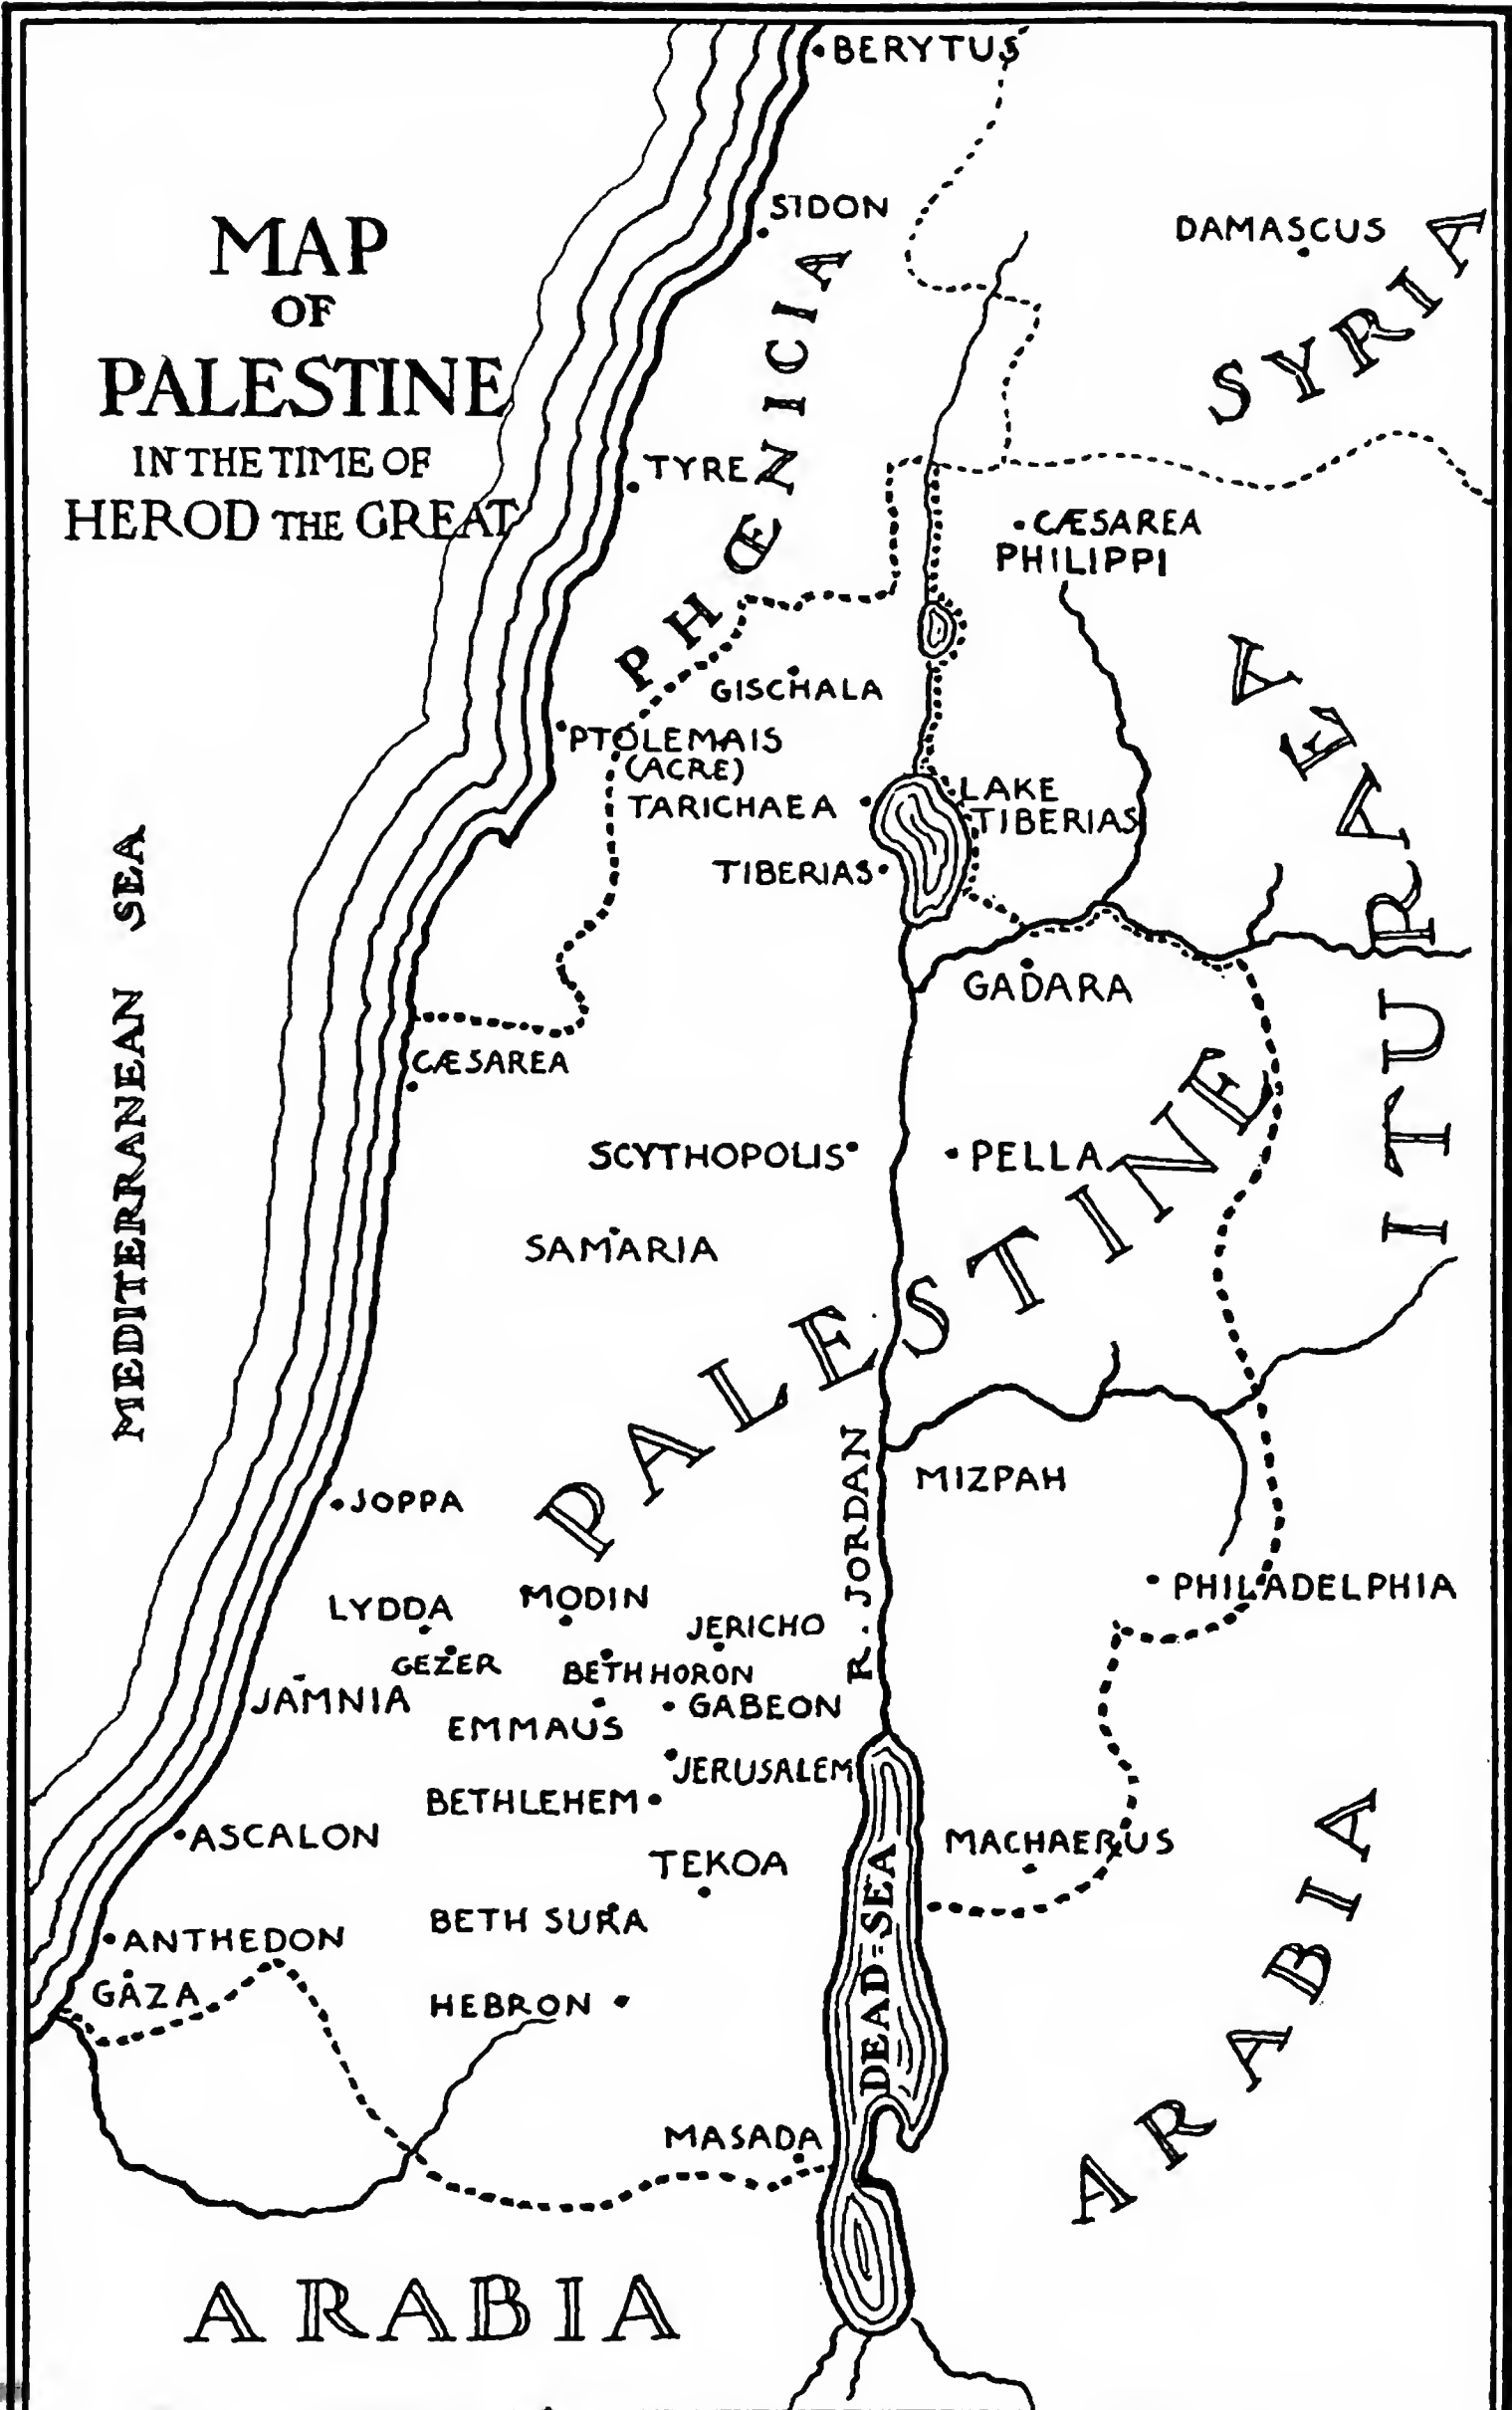 MAP
OF
PALESTINE
IN THE TIME OF
HEROD THE GREAT
BERYTUS
SIDON
DAMASCUS
SYRIA
PHŒNICIA
TYRE
CÆSAREA
PHILIPPI
GISCHALA
PTOLEMAIS
(ACRE)
TARICHAEA
LAKE
TIBERIAS
TIBERIAS
ITURAEA
MEDITERRANEAN SEA
GADARA
CÆSAREA
SCYTHOPOLIS
PELLA
SAMARIA
PALESTINE
R. JORDAN
MIZPAH
JOPPA
PHILADELPHIA
LYDDA
MODIN
JERICHO
GEZER
BETH HORON
JAMNIA
GABEON
EMMAUS
JERUSALEM
BETHLEHEM
ASCALON
MACHAERUS
TEKOA
DEAD=SEA
BETH SURA
ANTHEDON
GAZA
HEBRON
MASADA
ARABIA
ARABIA